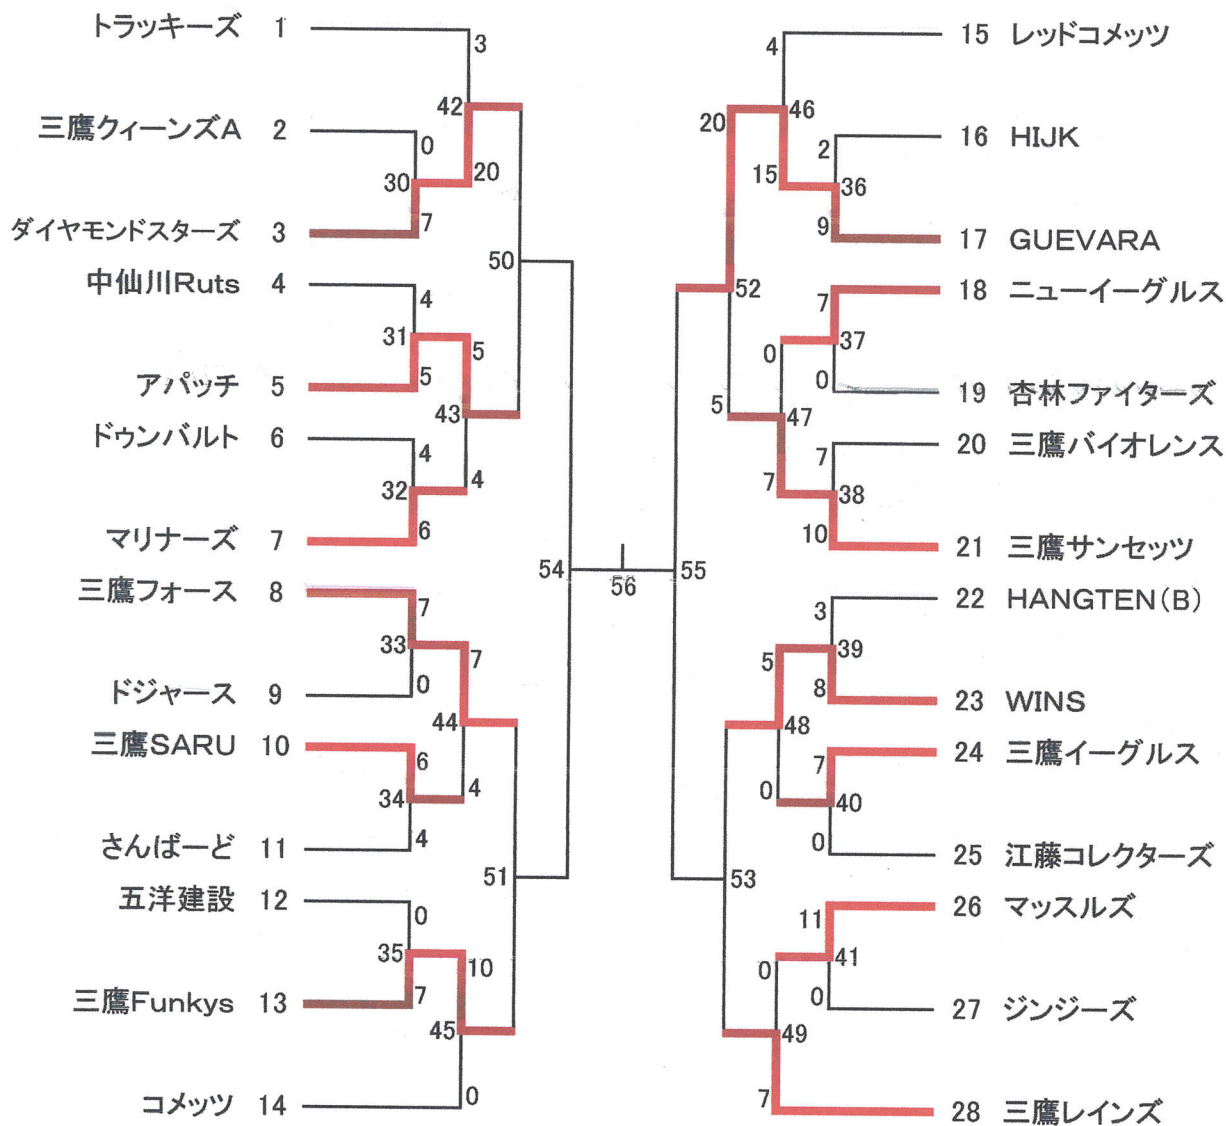 トラッキーズ 1
3
42
三鷹クィーンズA 2
0
30
20
7
ダイヤモンドスターズ 3
50
中仙川Ruts 4
4
31
5
アパッチ 5
5
43
ドゥンバルト 6
4
32
4
マリナーズ 7
6
54
三鷹フォース 8
7
33
7
0
ドジャース 9
44
三鷹SARU 10
6
34
4
さんばーど 11
4
51
五洋建設 12
0
35
10
三鷹Funkys 13
7
45
コメッツ 14
0
56
15 レッドコメッツ
4
20
46
16 HIJK
2
15
36
9
17 GUEVARA
52
18 ニューイーグルス
7
0
37
0
19 杏林ファイターズ
5
47
20 三鷹バイオレンス
7
7
38
10
21 三鷹サンセッツ
55
22 HANGTEN(B)
3
5
39
8
23 WINS
48
24 三鷹イーグルス
7
0
40
0
25 江藤コレクターズ
53
26 マッスルズ
11
0
41
0
27 ジンジーズ
49
7
28 三鷹レインズ